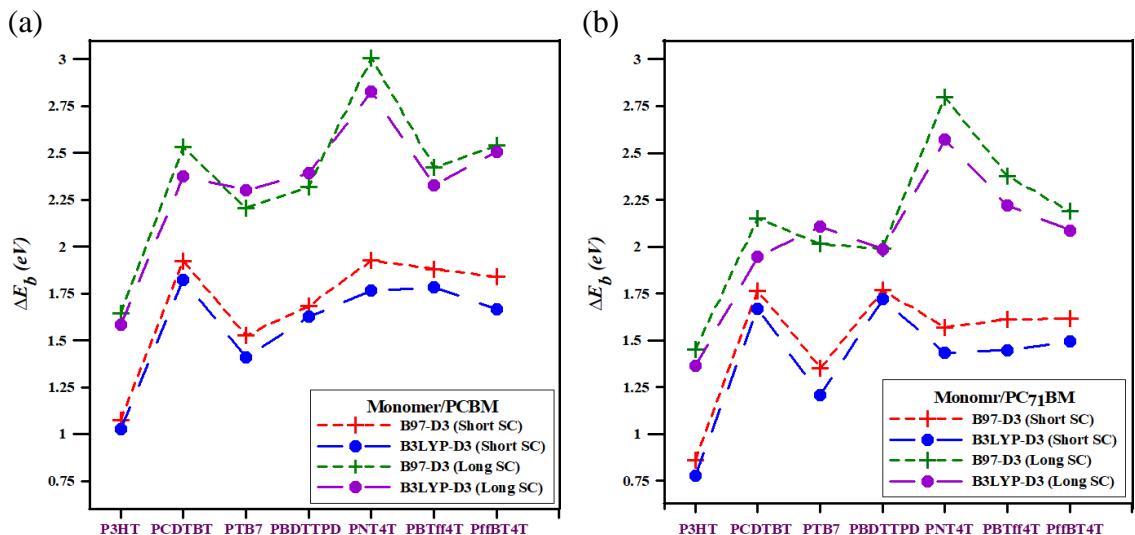 (a)
3
2.75
2.5
2.25
2
1.75
1.5
1.25
1
0.75
ΔE_b (eV)
Monomer/PCBM
B97-D3 (Short SC)
B3LYP-D3 (Short SC)
B97-D3 (Long SC)
B3LYP-D3 (Long SC)
P3HT PCDTBT PTB7 PBDTTPD PNT4T PBTff4T PffBT4T
(b)
3
2.75
2.5
2.25
2
1.75
1.5
1.25
1
0.75
ΔE_b (eV)
Monomr/PC71BM
B97-D3 (Short SC)
B3LYP-D3 (Short SC)
B97-D3 (Long SC)
B3LYP-D3 (Long SC)
P3HT PCDTBT PTB7 PBDTTPD PNT4T PBTff4T PffBT4T